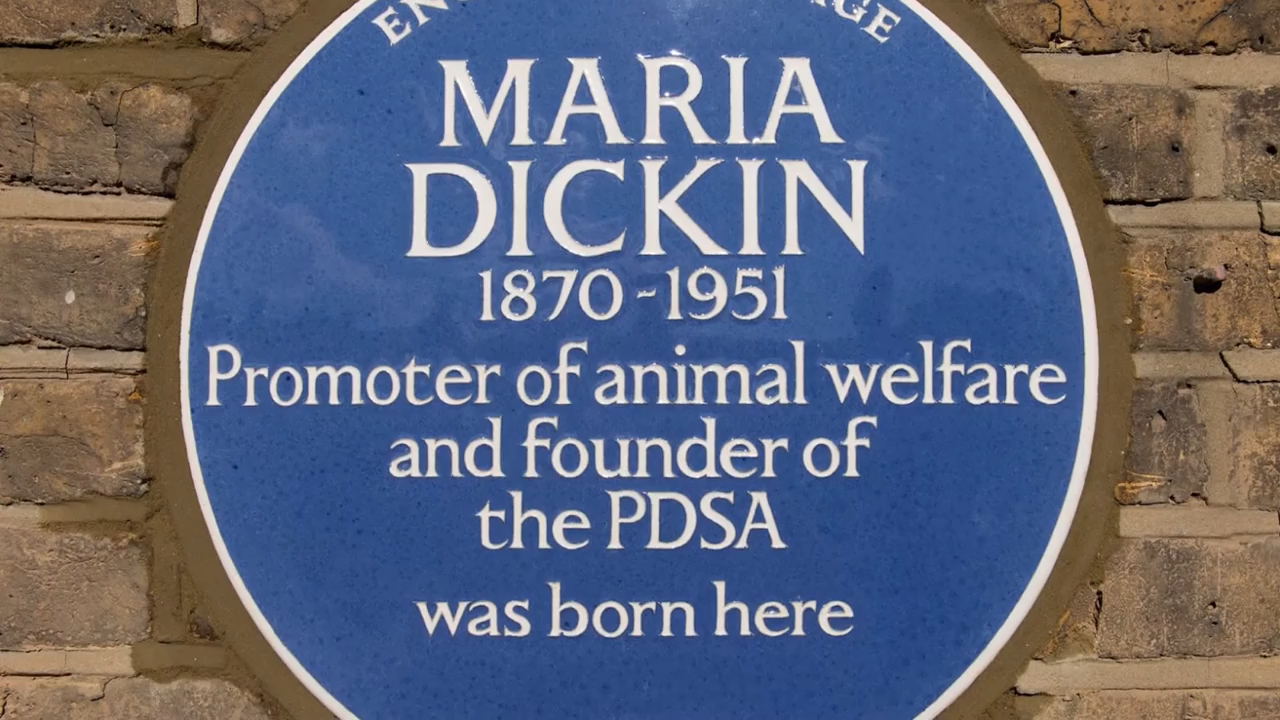 MARIA
DICKIN
1870-1951
Promoter of animal welfare
and founder of
the PDSA
was born here